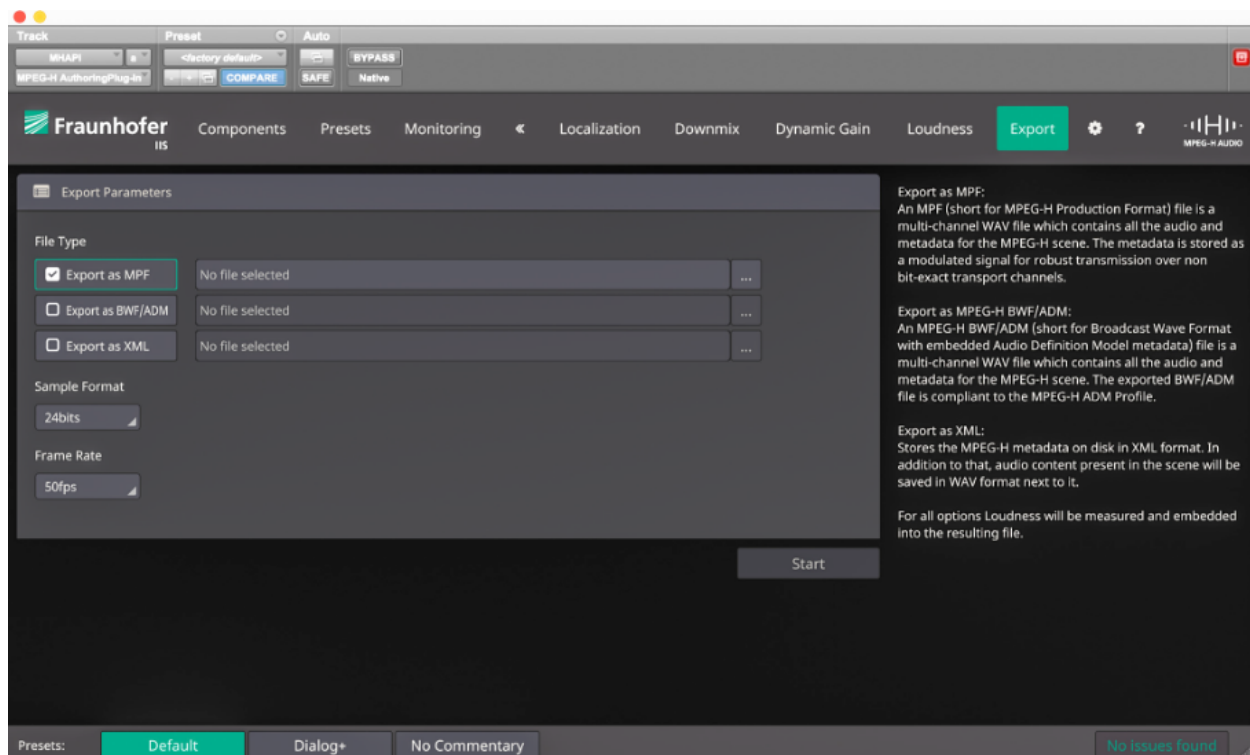 Track Preset Auto
MHAPI a <factory default> BYPASS
MPEG-H AuthoringPlug-in - + COMPARE SAFE Native
Fraunhofer
IIS
Components Presets Monitoring « Localization Downmix Dynamic Gain Loudness Export ?
MPEG-H AUDIO
Export Parameters
File Type
Export as MPF No file selected ...
Export as BWF/ADM No file selected ...
Export as XML No file selected ...
Sample Format
24bits
Frame Rate
50fps
Start
Export as MPF:
An MPF (short for MPEG-H Production Format) file is a
multi-channel WAV file which contains all the audio and
metadata for the MPEG-H scene. The metadata is stored as
a modulated signal for robust transmission over non
bit-exact transport channels.
Export as MPEG-H BWF/ADM:
An MPEG-H BWF/ADM (short for Broadcast Wave Format
with embedded Audio Definition Model metadata) file is a
multi-channel WAV file which contains all the audio and
metadata for the MPEG-H scene. The exported BWF/ADM
file is compliant to the MPEG-H ADM Profile.
Export as XML:
Stores the MPEG-H metadata on disk in XML format. In
addition to that, audio content present in the scene will be
saved in WAV format next to it.
For all options Loudness will be measured and embedded
into the resulting file.
Presets: Default Dialog+ No Commentary No issues found